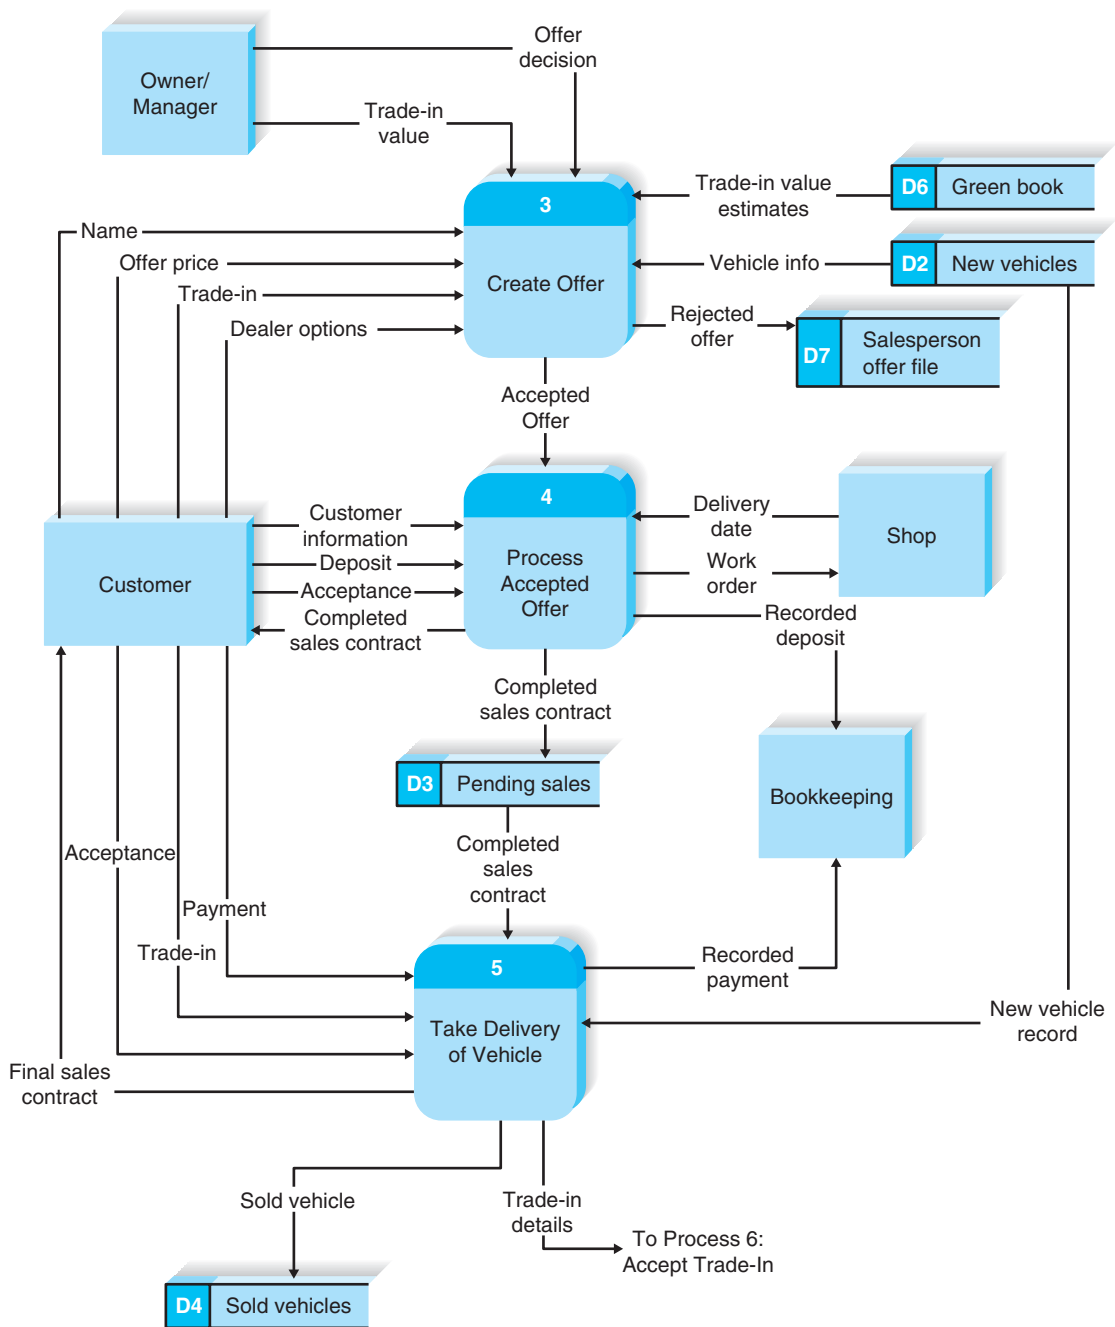 Offer
decision
Owner/
Manager
Trade-in
value
D6 Green book
Trade-in value
estimates
3
Name
D2 New vehicles
Offer price
Vehicle info
Create Offer
Trade-in
Dealer options
Rejected
offer
D7 Salesperson
offer file
Accepted
Offer
4
Customer
information
Delivery
date
Shop
Process
Accepted
Offer
Customer
Deposit
Work
order
Acceptance
Completed
sales contract
Recorded
deposit
Completed
sales contract
D3 Pending sales
Bookkeeping
Completed
sales
contract
Acceptance
Payment
Trade-in
5
Recorded
payment
Take Delivery
of Vehicle
New vehicle
record
Final sales
contract
Sold vehicle
Trade-in
details
To Process 6:
Accept Trade-In
D4 Sold vehicles